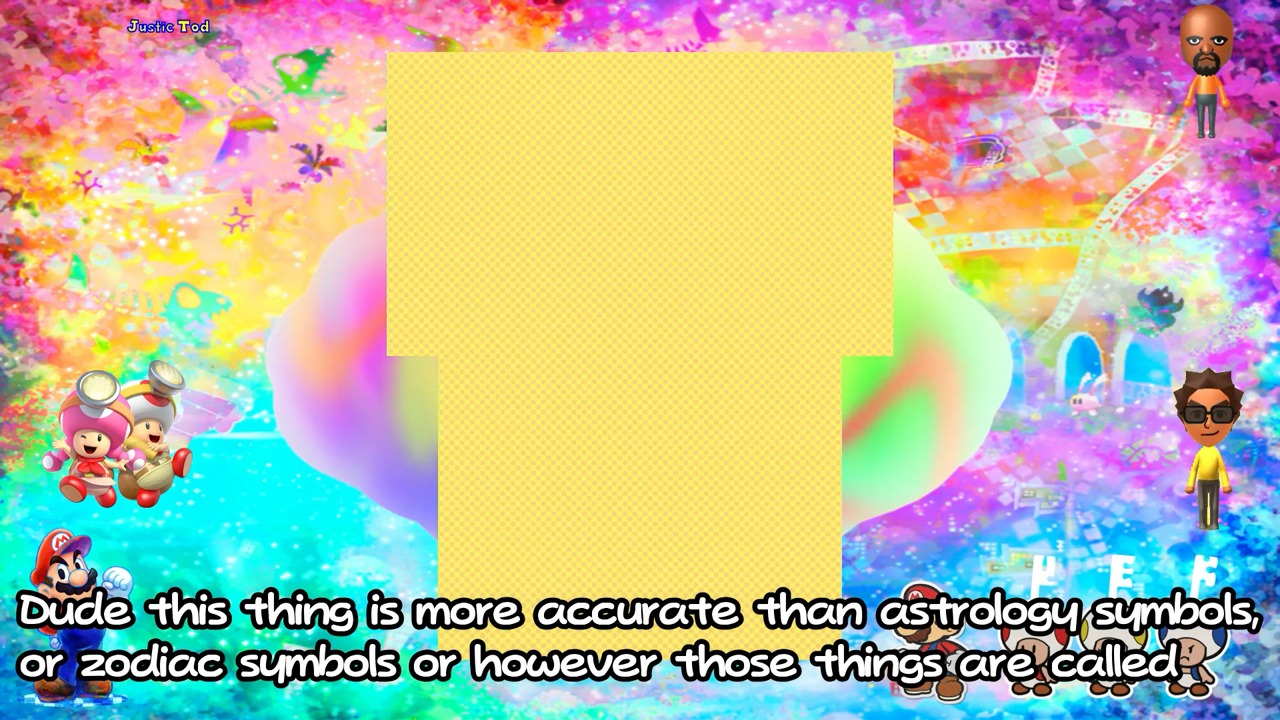 Justic Tod
Dude this thing is more accurate than astrology symbols,
or zodiac symbols or however those things are called